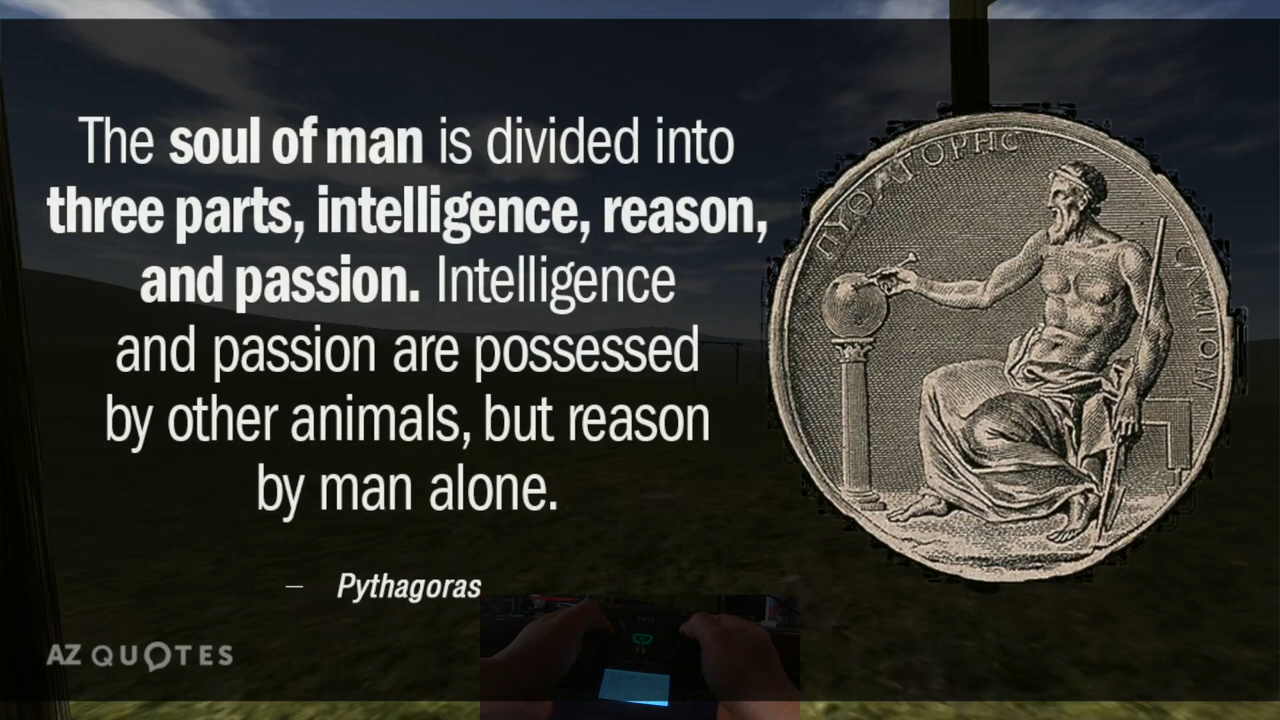 The soul of man is divided into
three parts, intelligence, reason,
and passion. Intelligence
and passion are possessed
by other animals, but reason
by man alone.
— Pythagoras
AZ QUOTES